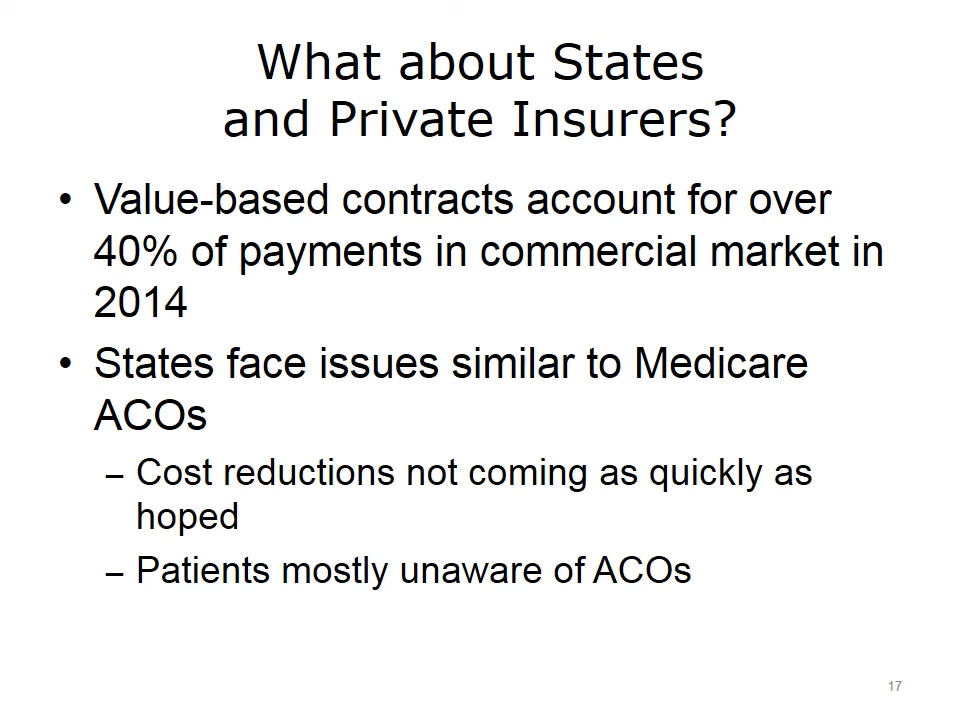 What about States
and Private Insurers?
• Value-based contracts account for over
40% of payments in commercial market in
2014
• States face issues similar to Medicare
ACOs
– Cost reductions not coming as quickly as
hoped
– Patients mostly unaware of ACOs
17